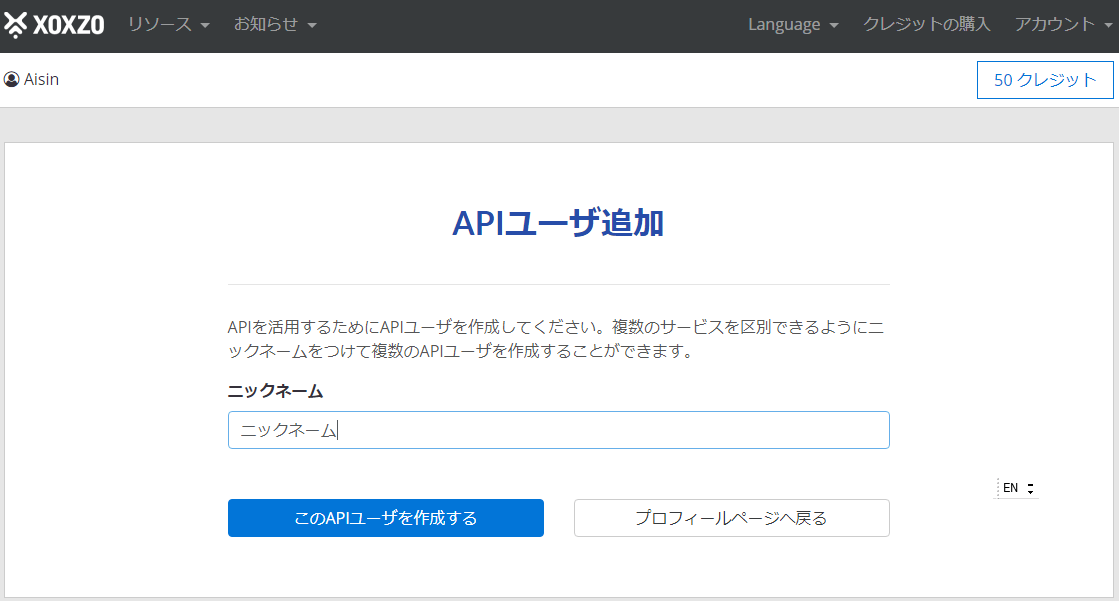 XOXZO リソース お知らせ Language クレジットの購入 アカウント
Aisin 50 クレジット
APIユーザ追加
APIを活用するためにAPIユーザを作成してください。複数のサービスを区別できるようにニ
ックネームをつけて複数のAPIユーザを作成することができます。
ニックネーム
ニックネーム
EN
このAPIユーザを作成する プロフィールページへ戻る